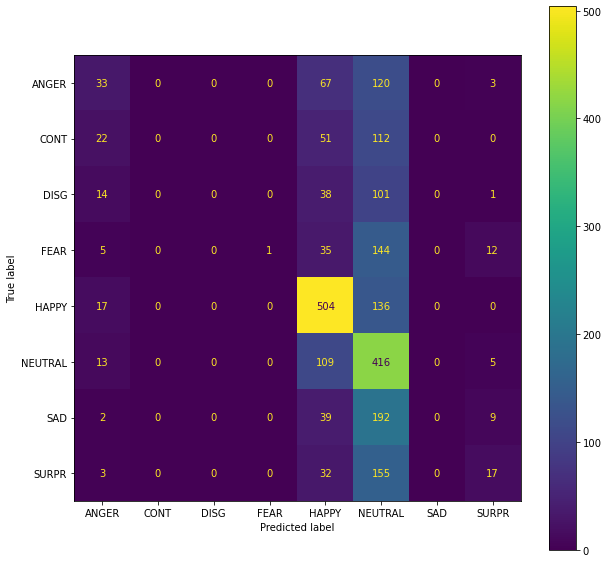 500
ANGER 33 0 0 0 67 120 0 3
CONT 22 0 0 0 51 112 0 0
400
DISG 14 0 0 0 38 101 0 1
FEAR 5 0 0 1 35 144 0 12
300
True label
HAPPY 17 0 0 0 504 136 0 0
200
NEUTRAL 13 0 0 0 109 416 0 5
SAD 2 0 0 0 39 192 0 9
100
SURPR 3 0 0 0 32 155 0 17
ANGER CONT DISG FEAR HAPPY NEUTRAL SAD SURPR
Predicted label
0